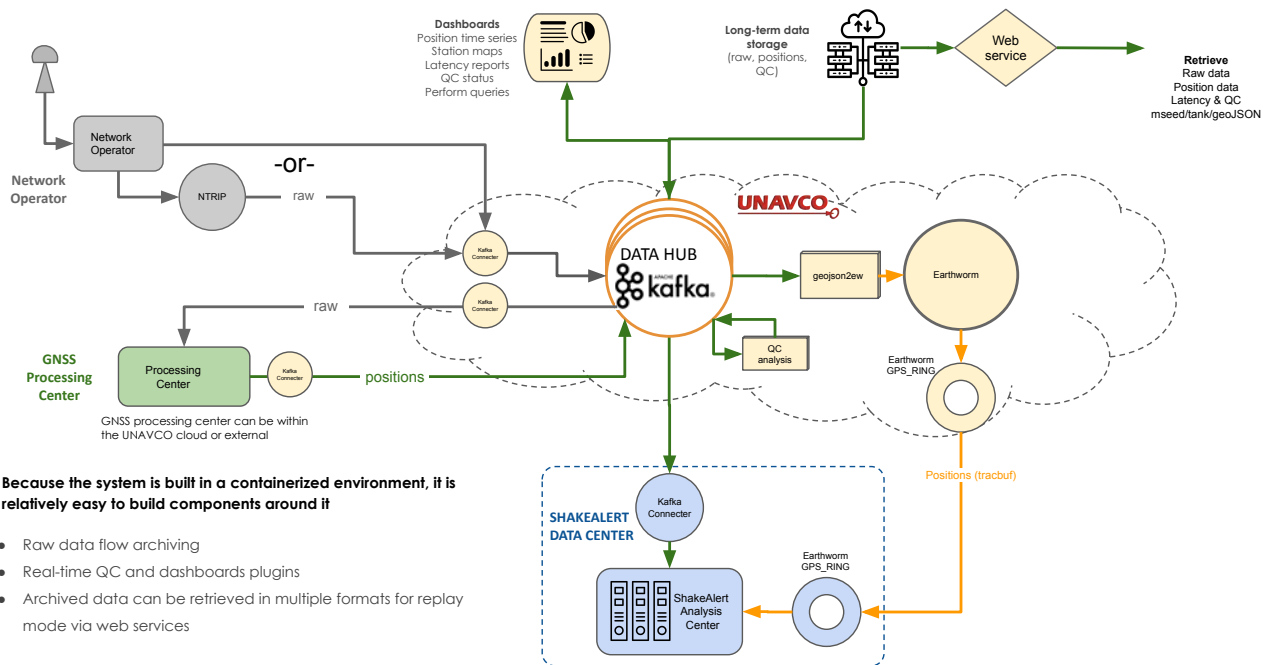 Dashboards
Position time series
Station maps
Latency reports
QC status
Perform queries
Long-term data
storage
(raw, positions,
QC)
Web
service
Retrieve
Raw data
Position data
Latency & QC
mseed/tank/geoJSON
Network
Operator
Network
Operator
NTRIP
-or-
raw
Kafka
Connecter
UNAVCO
DATA HUB
APACHE
kafka®
geojson2ew
Earthworm
raw
Kafka
Connecter
QC
analysis
Earthworm
GPS_RING
GNSS
Processing
Center
Processing
Center
Kafka
Connecter
positions
GNSS processing center can be within
the UNAVCO cloud or external
Because the system is built in a containerized environment, it is
relatively easy to build components around it
● Raw data flow archiving
● Real-time QC and dashboards plugins
● Archived data can be retrieved in multiple formats for replay
mode via web services
Positions (tracbuf)
SHAKEALERT
DATA CENTER
Kafka
Connecter
Earthworm
GPS_RING
ShakeAlert
Analysis
Center